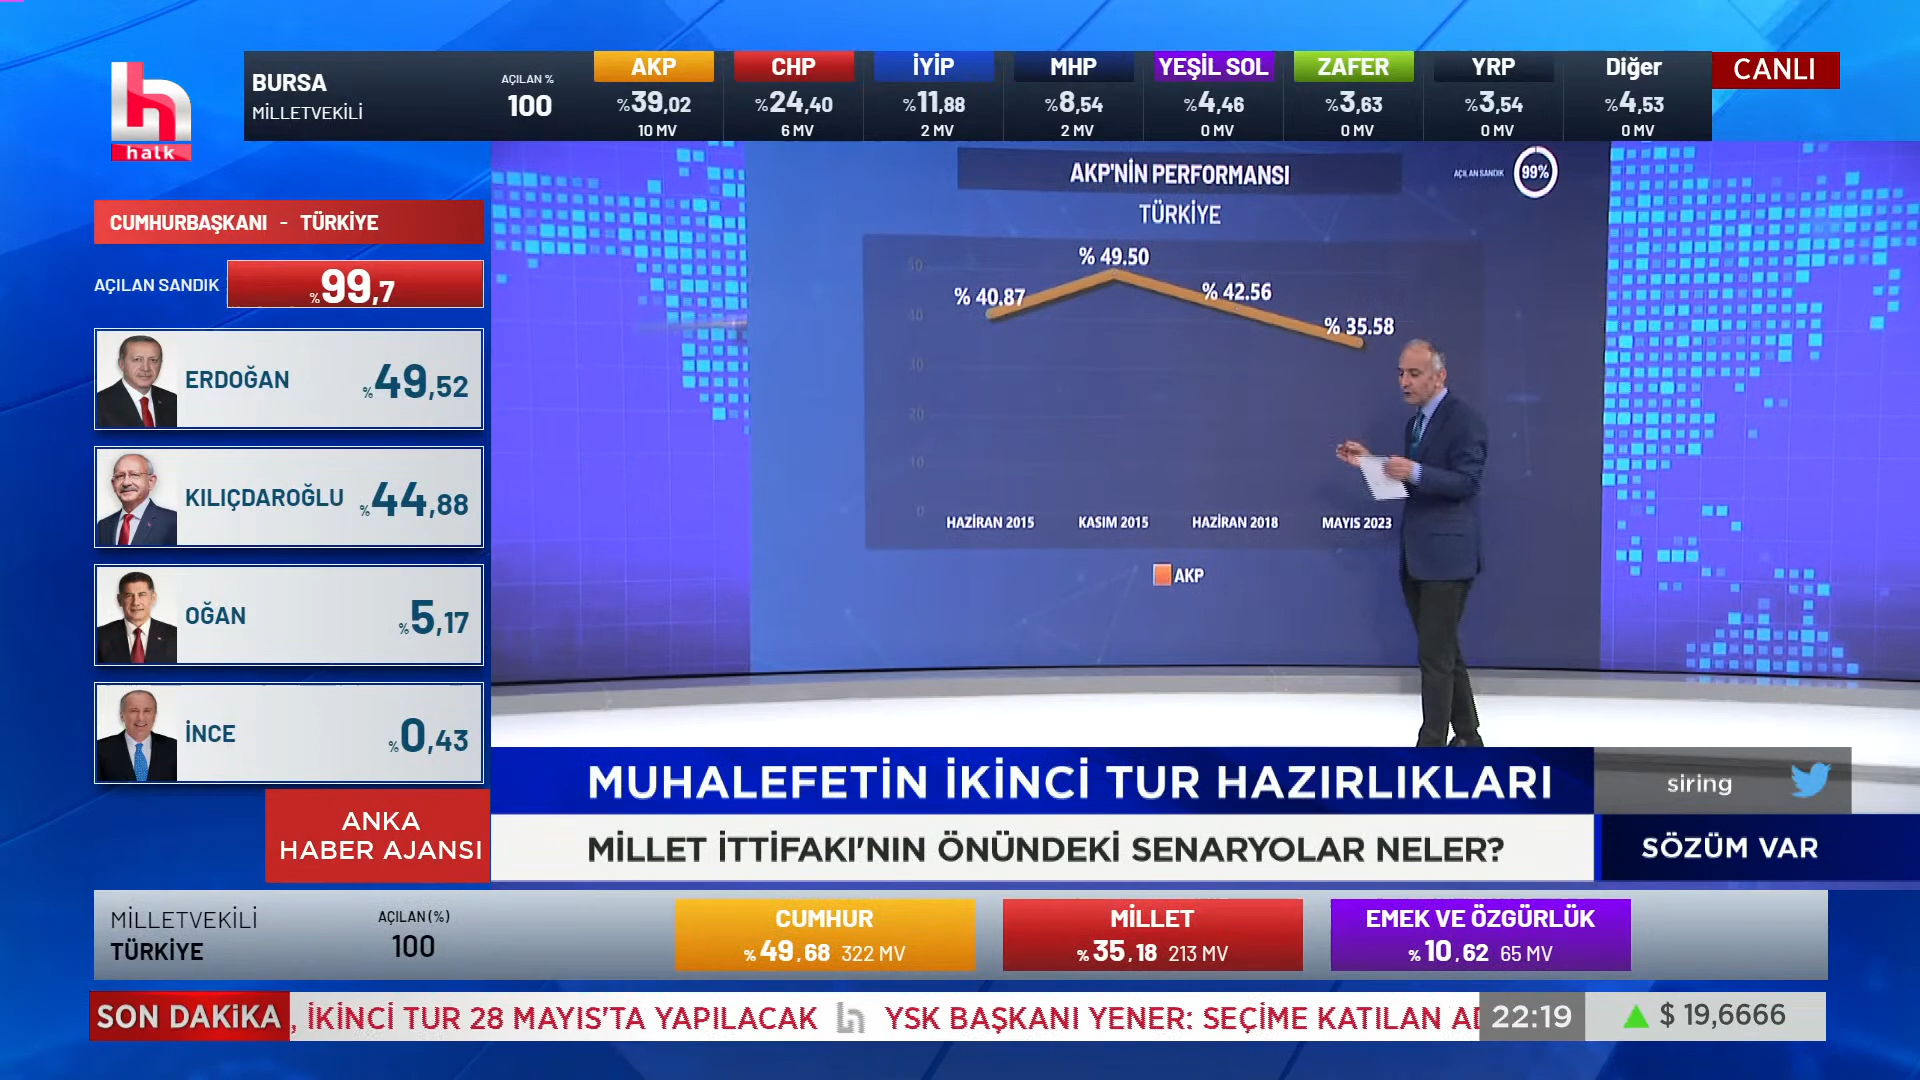 halk
BURSA
MİLLETVEKİLİ
AÇILAN %
100
AKP
%39,02
10 MV
CHP
%24,40
6 MV
İYİP
%11,88
2 MV
MHP
%8,54
2 MV
YEŞİL SOL
%4,46
0 MV
ZAFER
%3,63
0 MV
YRP
%3,54
0 MV
Diğer
%4,53
0 MV
CANLI
CUMHURBAŞKANI - TÜRKİYE
AÇILAN SANDIK
%99,7
ERDOĞAN %49,52
KILIÇDAROĞLU %44,88
OĞAN %5,17
İNCE %0,43
ANKA
HABER AJANSI
AKP'NİN PERFORMANSI
AÇILAN SANDIK 99%
TÜRKİYE
50
40
30
20
10
0
% 40.87
% 49.50
% 42.56
% 35.58
HAZİRAN 2015
KASIM 2015
HAZİRAN 2018
MAYIS 2023
AKP
MUHALEFETİN İKİNCİ TUR HAZIRLIKLARI
siring
MİLLET İTTİFAKI'NIN ÖNÜNDEKİ SENARYOLAR NELER?
SÖZÜM VAR
MİLLETVEKİLİ
TÜRKİYE
AÇILAN (%)
100
CUMHUR
%49,68 322 MV
MİLLET
%35,18 213 MV
EMEK VE ÖZGÜRLÜK
%10,62 65 MV
SON DAKİKA
, İKİNCİ TUR 28 MAYIS'TA YAPILACAK h YSK BAŞKANI YENER: SEÇİME KATILAN
22:19
$ 19,6666